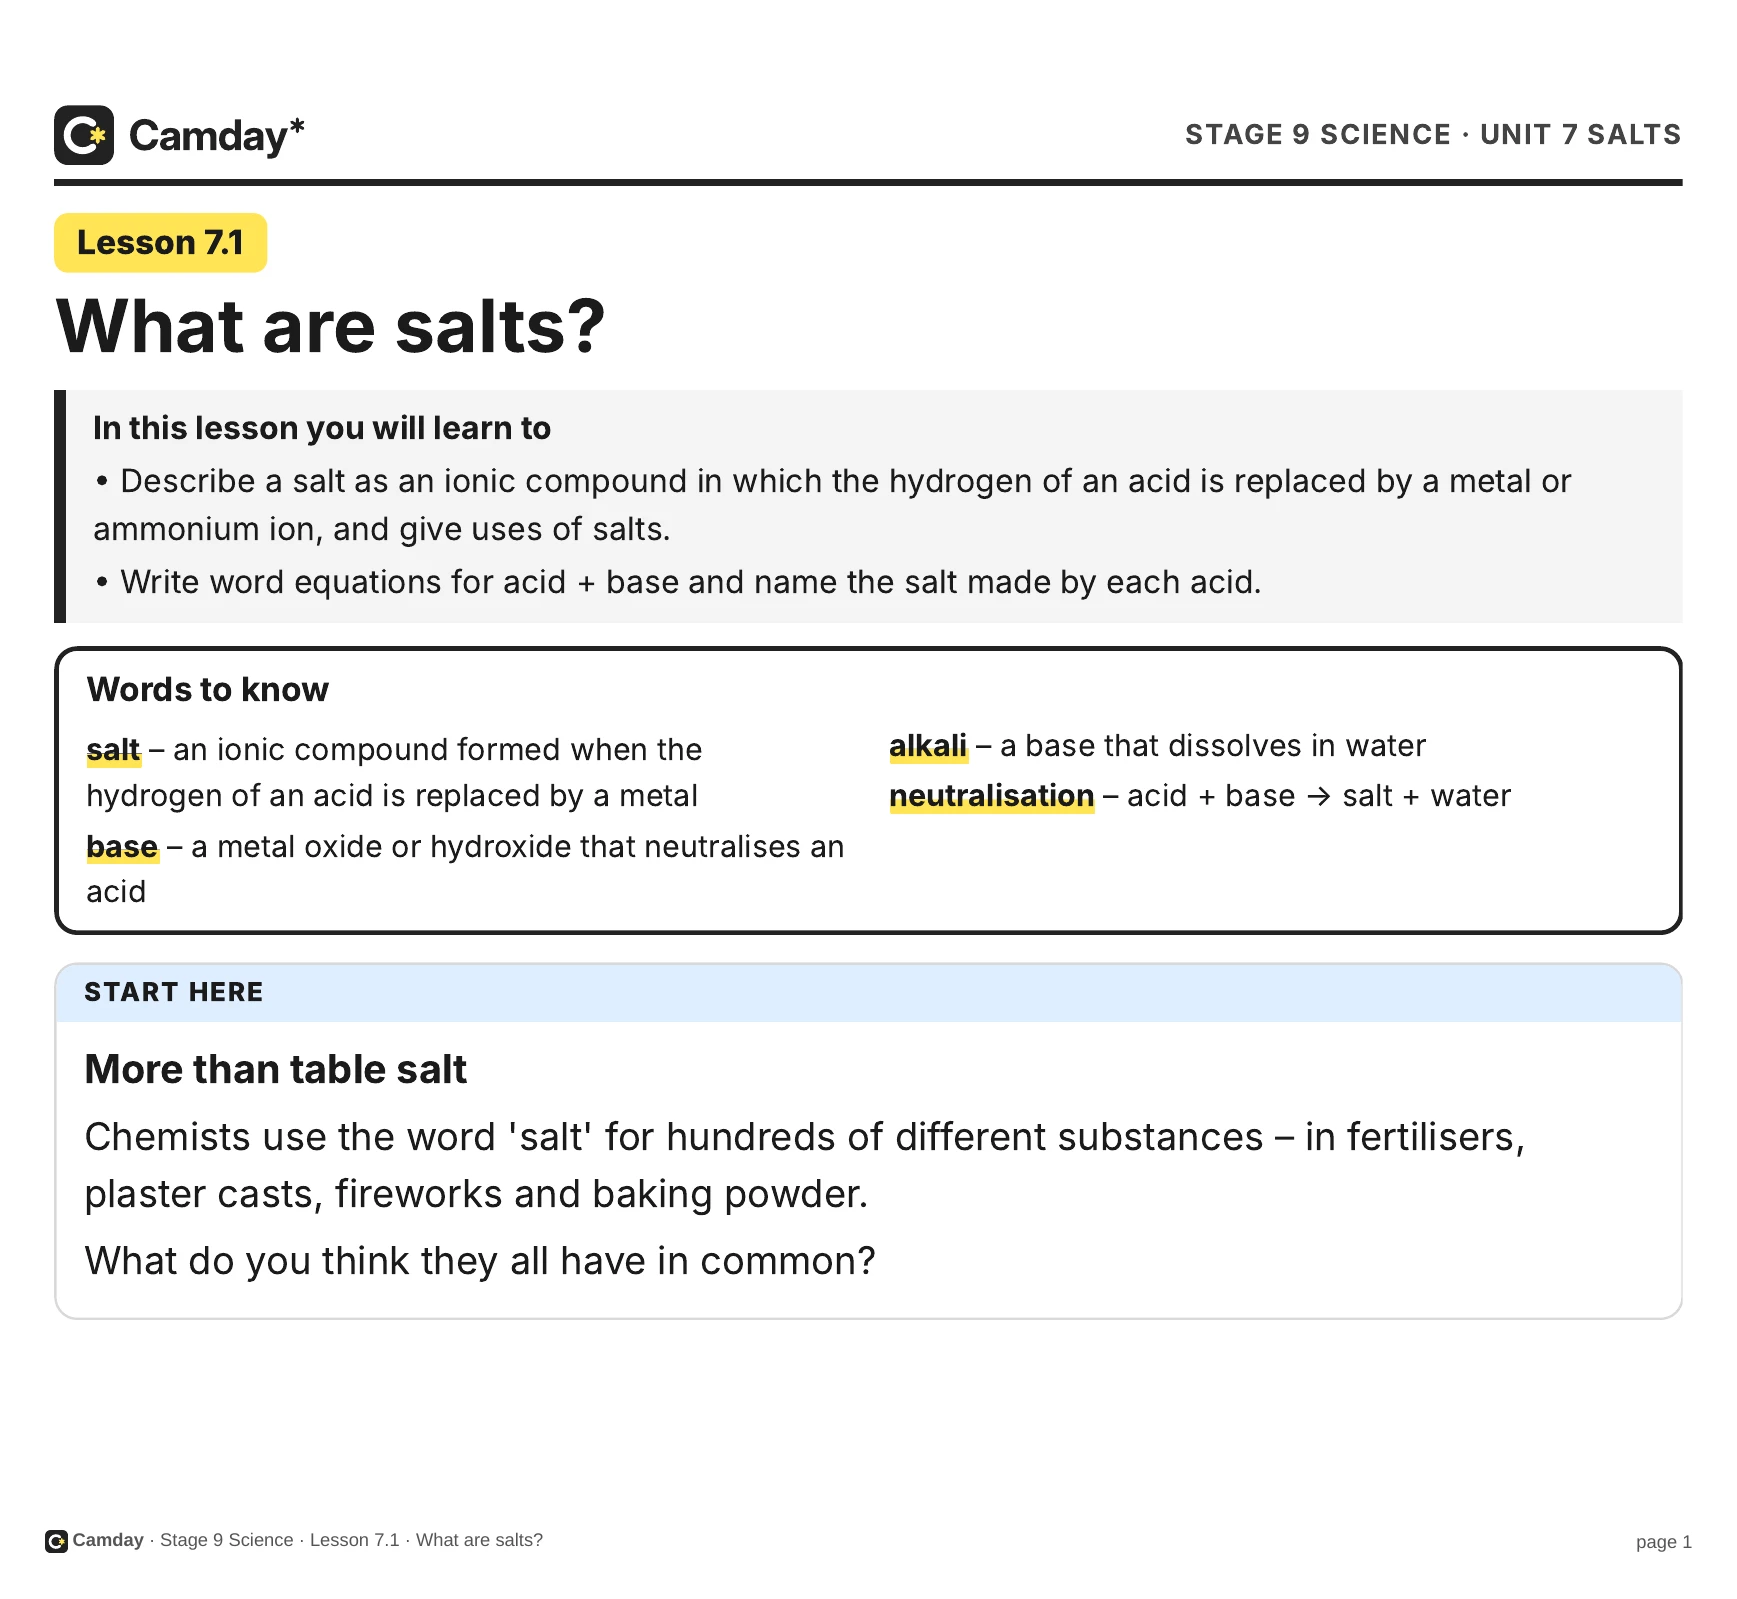 Camday*
STAGE 9 SCIENCE · UNIT 7 SALTS
Lesson 7.1
What are salts?
In this lesson you will learn to
• Describe a salt as an ionic compound in which the hydrogen of an acid is replaced by a metal or
ammonium ion, and give uses of salts.
• Write word equations for acid + base and name the salt made by each acid.
Words to know
salt – an ionic compound formed when the
hydrogen of an acid is replaced by a metal
base – a metal oxide or hydroxide that neutralises an
acid
alkali – a base that dissolves in water
neutralisation – acid + base → salt + water
START HERE
More than table salt
Chemists use the word 'salt' for hundreds of different substances – in fertilisers,
plaster casts, fireworks and baking powder.
What do you think they all have in common?
Camday · Stage 9 Science · Lesson 7.1 · What are salts?
page 1